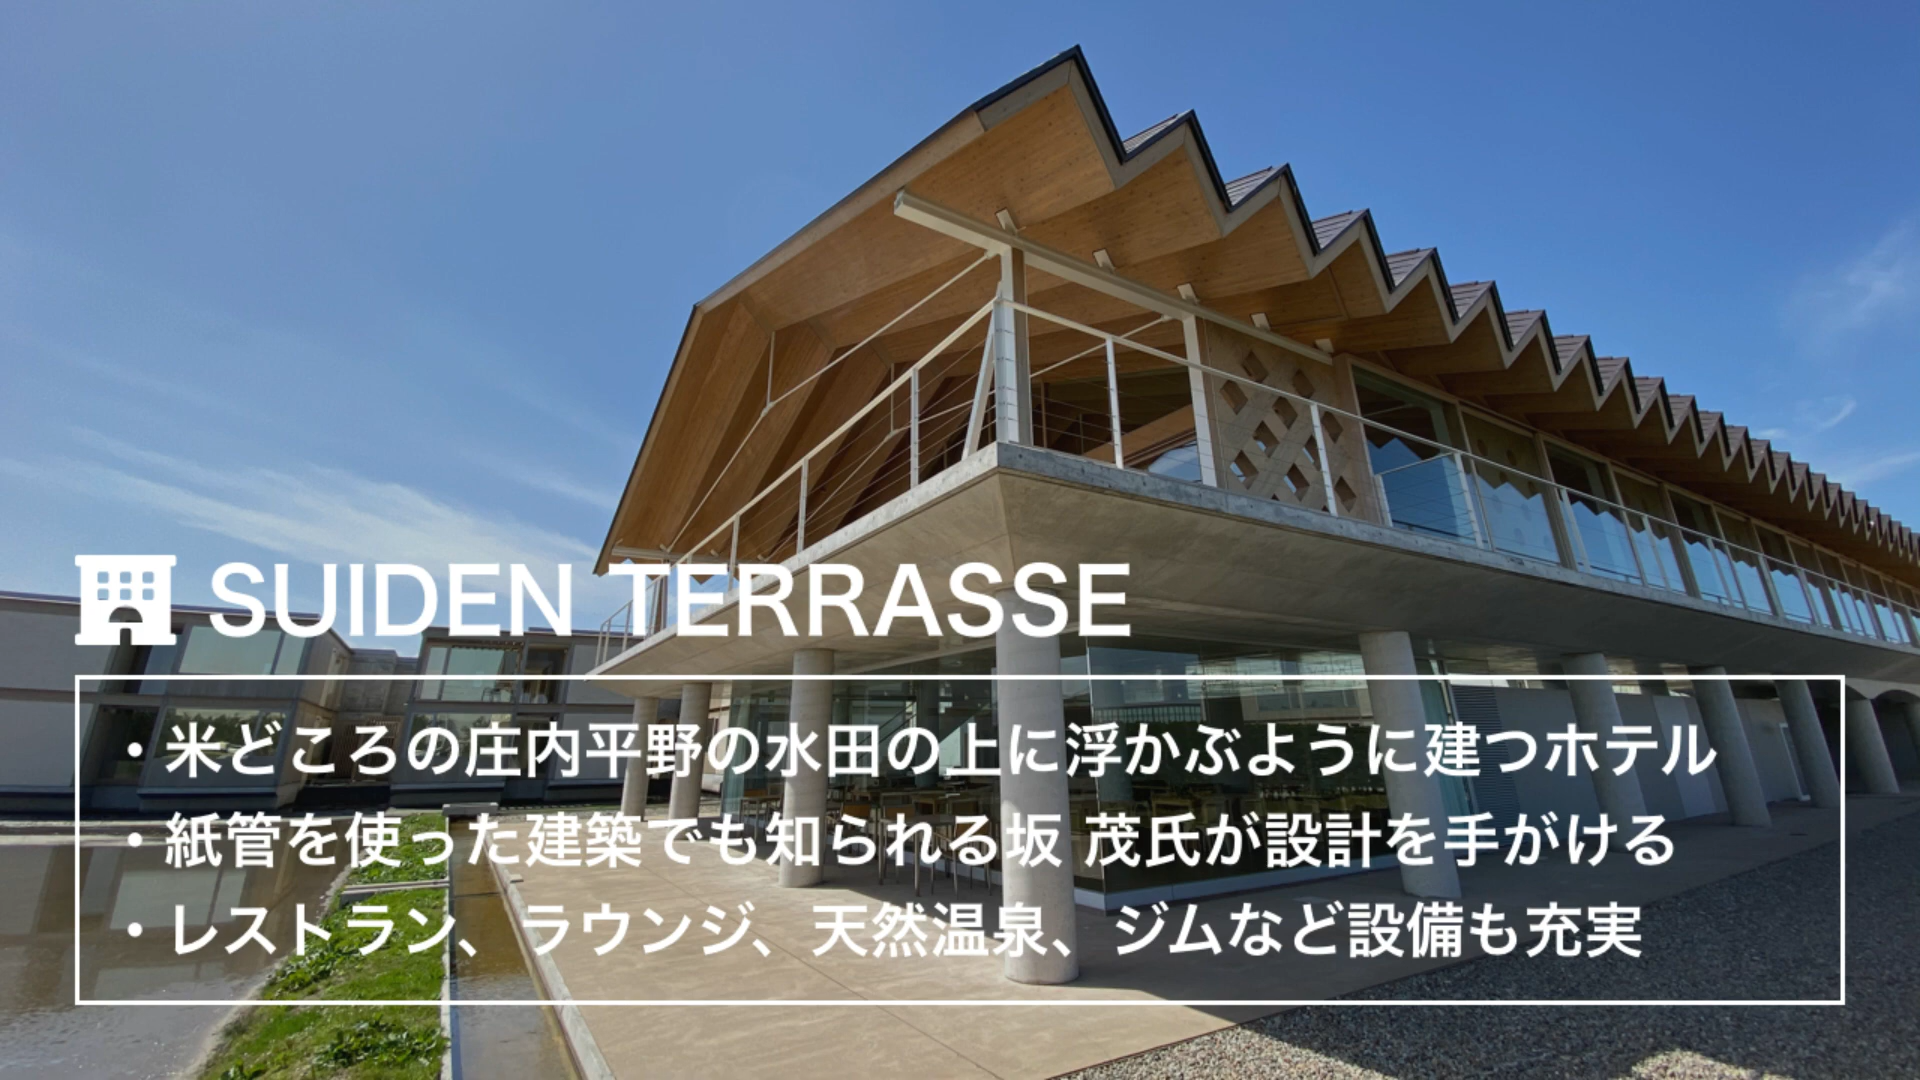 SUIDEN TERRASSE
・米どころの庄内平野の水田の上に浮かぶように建つホテル
・紙管を使った建築でも知られる坂 茂氏が設計を手がける
・レストラン、ラウンジ、天然温泉、ジムなど設備も充実